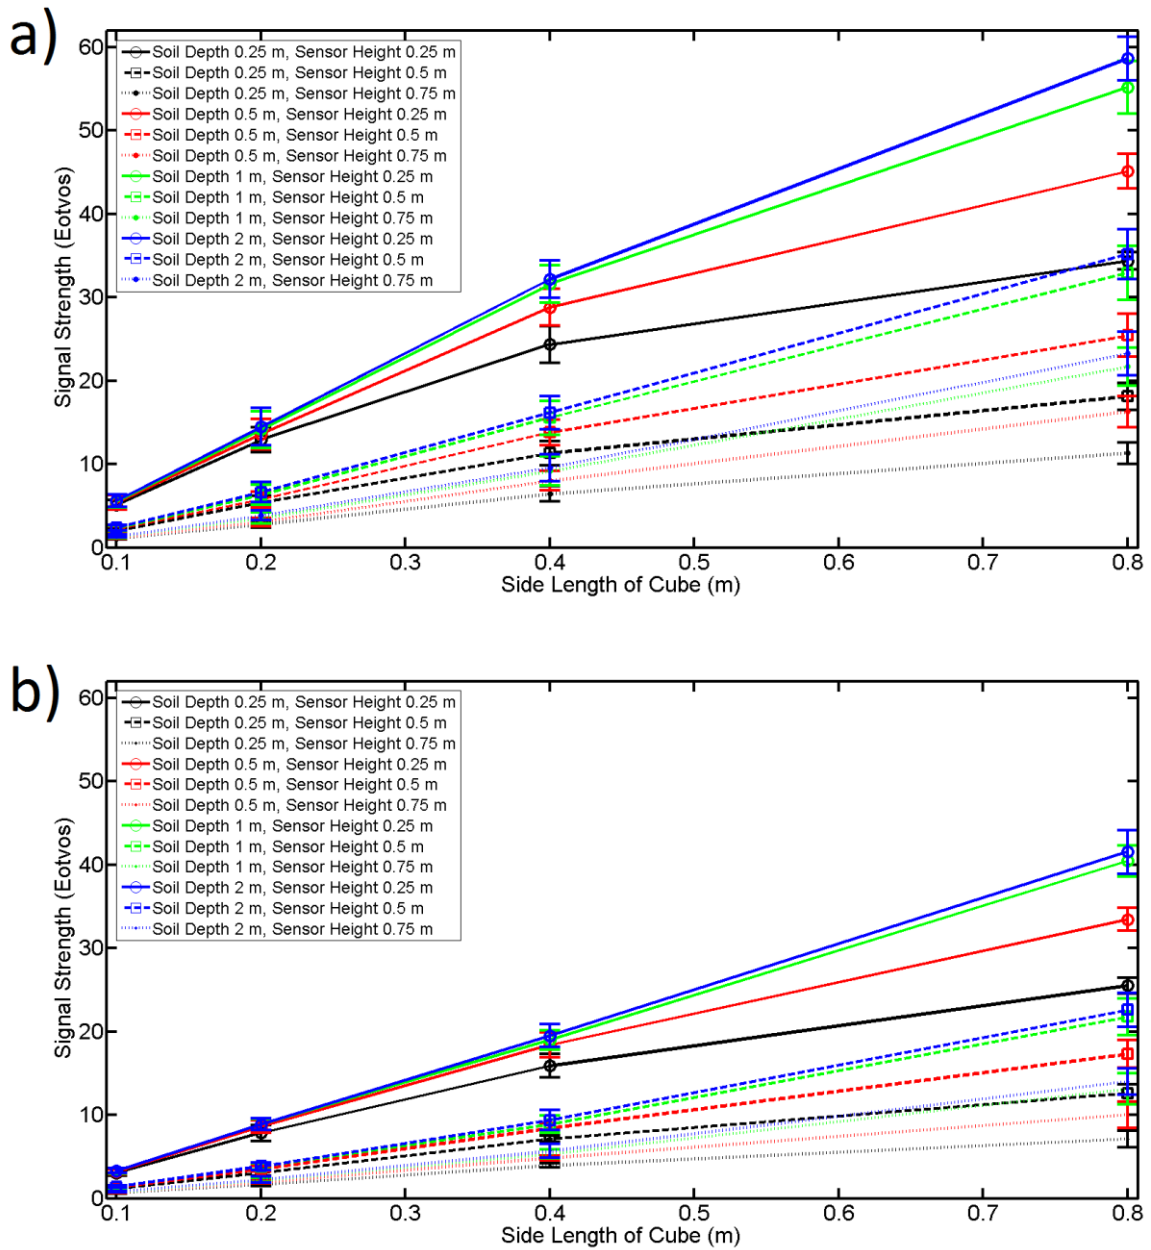 a)
60
50
40
30
20
10
0
Signal Strength (Eotvos)
Soil Depth 0.25 m, Sensor Height 0.25 m
Soil Depth 0.25 m, Sensor Height 0.5 m
Soil Depth 0.25 m, Sensor Height 0.75 m
Soil Depth 0.5 m, Sensor Height 0.25 m
Soil Depth 0.5 m, Sensor Height 0.5 m
Soil Depth 0.5 m, Sensor Height 0.75 m
Soil Depth 1 m, Sensor Height 0.25 m
Soil Depth 1 m, Sensor Height 0.5 m
Soil Depth 1 m, Sensor Height 0.75 m
Soil Depth 2 m, Sensor Height 0.25 m
Soil Depth 2 m, Sensor Height 0.5 m
Soil Depth 2 m, Sensor Height 0.75 m
0.1 0.2 0.3 0.4 0.5 0.6 0.7 0.8
Side Length of Cube (m)
b)
60
50
40
30
20
10
0
Signal Strength (Eotvos)
Soil Depth 0.25 m, Sensor Height 0.25 m
Soil Depth 0.25 m, Sensor Height 0.5 m
Soil Depth 0.25 m, Sensor Height 0.75 m
Soil Depth 0.5 m, Sensor Height 0.25 m
Soil Depth 0.5 m, Sensor Height 0.5 m
Soil Depth 0.5 m, Sensor Height 0.75 m
Soil Depth 1 m, Sensor Height 0.25 m
Soil Depth 1 m, Sensor Height 0.5 m
Soil Depth 1 m, Sensor Height 0.75 m
Soil Depth 2 m, Sensor Height 0.25 m
Soil Depth 2 m, Sensor Height 0.5 m
Soil Depth 2 m, Sensor Height 0.75 m
0.1 0.2 0.3 0.4 0.5 0.6 0.7 0.8
Side Length of Cube (m)